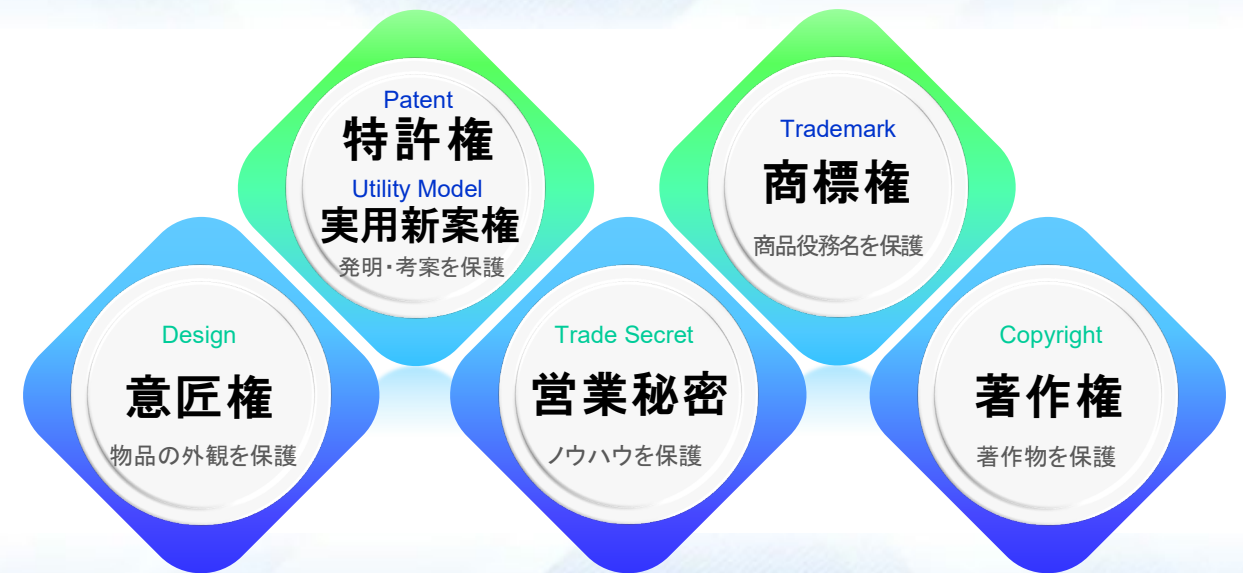 Patent
特許権
Utility Model
実用新案権
発明・考案を保護
Trademark
商標権
商品役務名を保護
Design
意匠権
物品の外観を保護
Trade Secret
営業秘密
ノウハウを保護
Copyright
著作権
著作物を保護